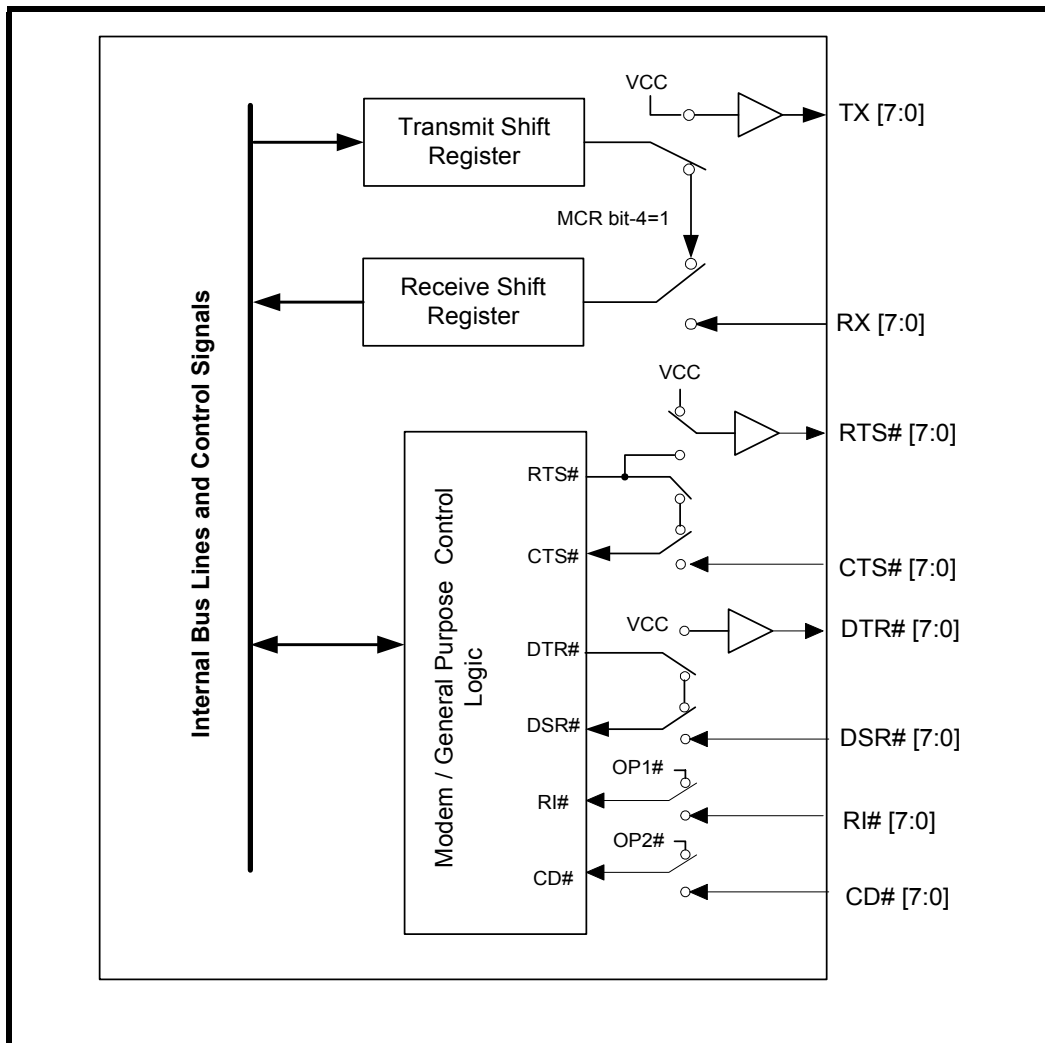 VCC
TX [7:0]
Transmit Shift
Register
MCR bit-4=1
Receive Shift
Register
RX [7:0]
Internal Bus Lines and Control Signals
VCC
RTS# [7:0]
Modem / General Purpose Control
Logic
RTS#
CTS#
CTS# [7:0]
VCC
DTR# [7:0]
DTR#
DSR#
DSR# [7:0]
OP1#
RI#
RI# [7:0]
OP2#
CD#
CD# [7:0]